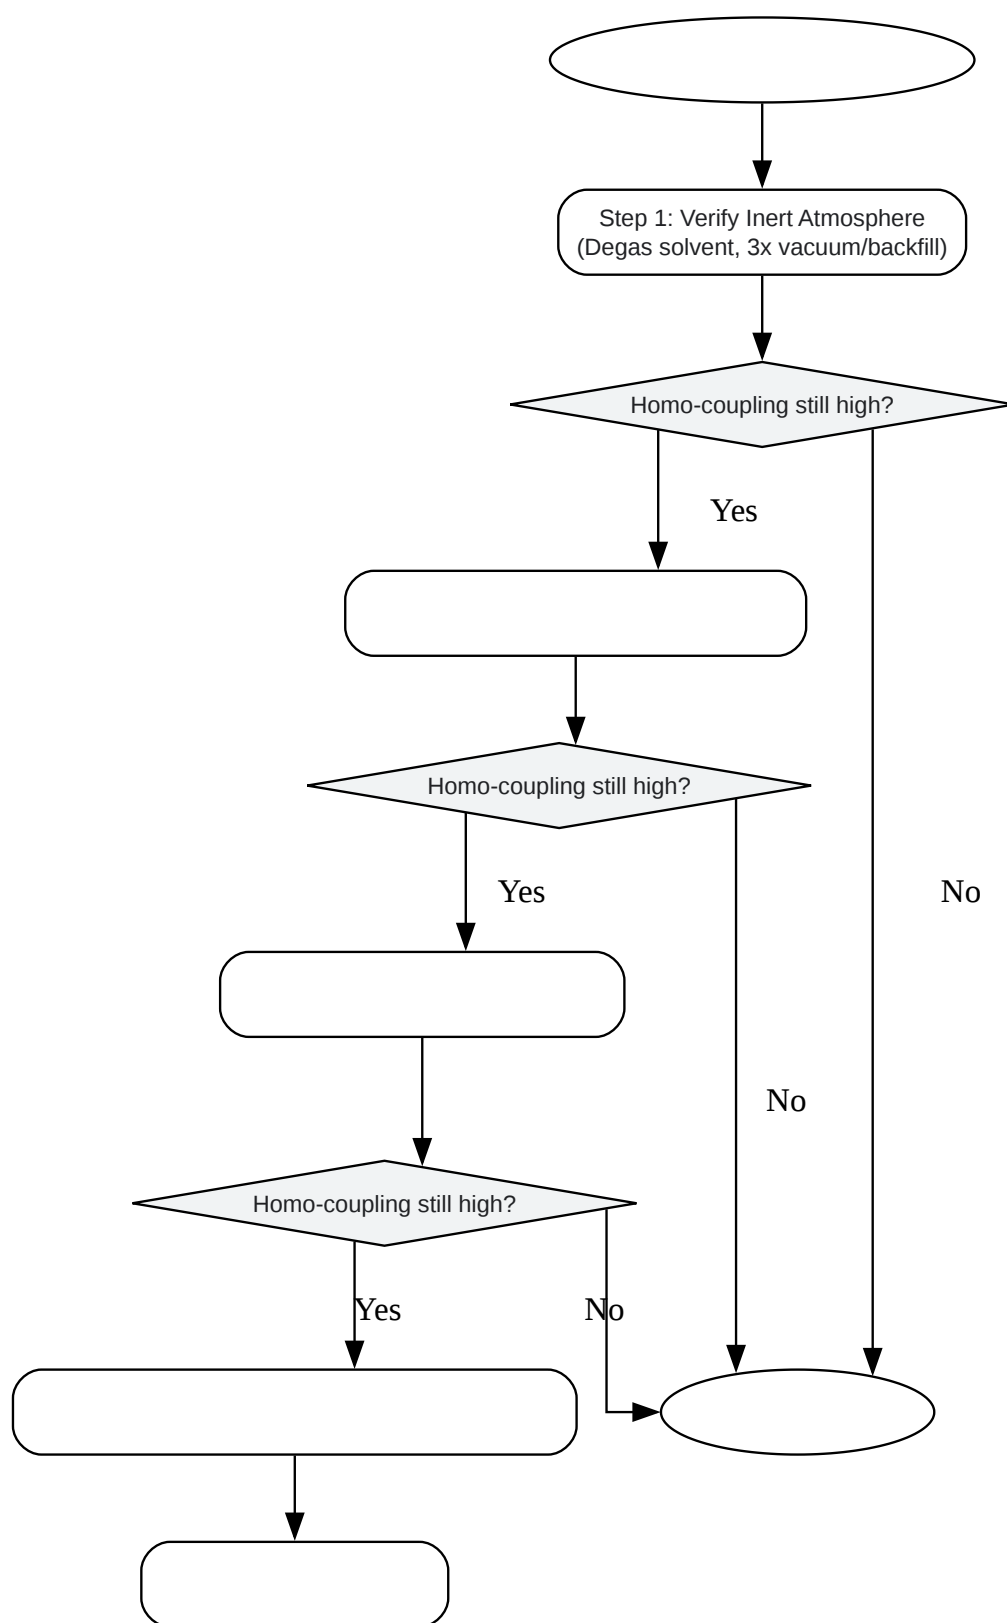 Step 1: Verify Inert Atmosphere
(Degas solvent, 3x vacuum/backfill)
Homo-coupling still high?
Yes
Homo-coupling still high?
Yes
No
No
Homo-coupling still high?
Yes
No